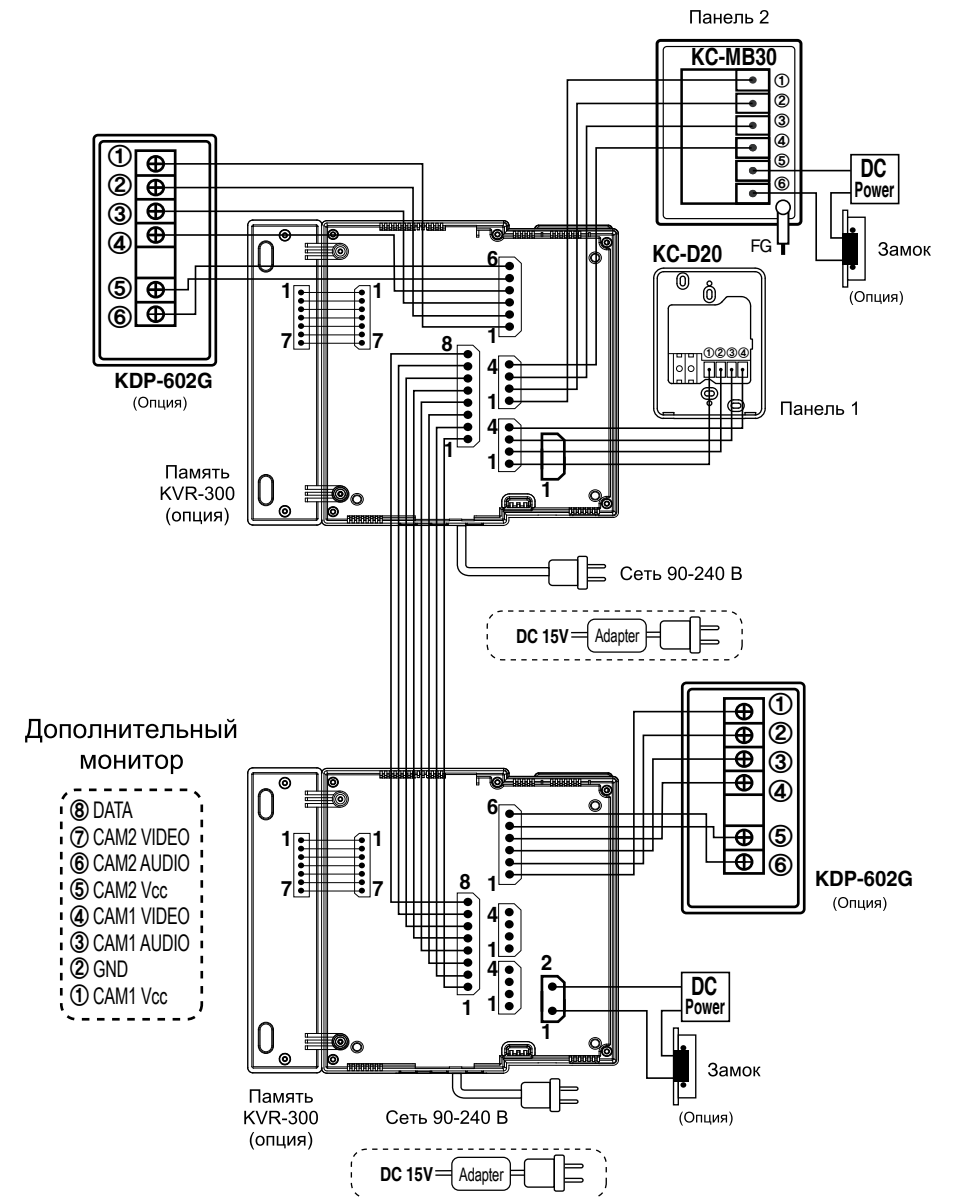 Панель 2
KC-MB30
①
②
③
④
⑤
⑥
DC
Power
FG
Замок
(Опция)
①
②
③
④
⑤
⑥
KDP-602G
(Опция)
KC-D20
① ② ③ ④
Панель 1
1 1
7 7
6
1
8
1
4
1
4
1
1
Память
KVR-300
(опция)
Сеть 90-240 В
DC 15V
Adapter
Дополнительный
монитор
⑧ DATA
⑦ CAM2 VIDEO
⑥ CAM2 AUDIO
⑤ CAM2 Vcc
④ CAM1 VIDEO
③ CAM1 AUDIO
② GND
① CAM1 Vcc
1 1
7 7
6
1
8
1
4
1
4
1
2
1
①
②
③
④
⑤
⑥
KDP-602G
(Опция)
DC
Power
Замок
(Опция)
Память
KVR-300
(опция)
Сеть 90-240 В
DC 15V
Adapter